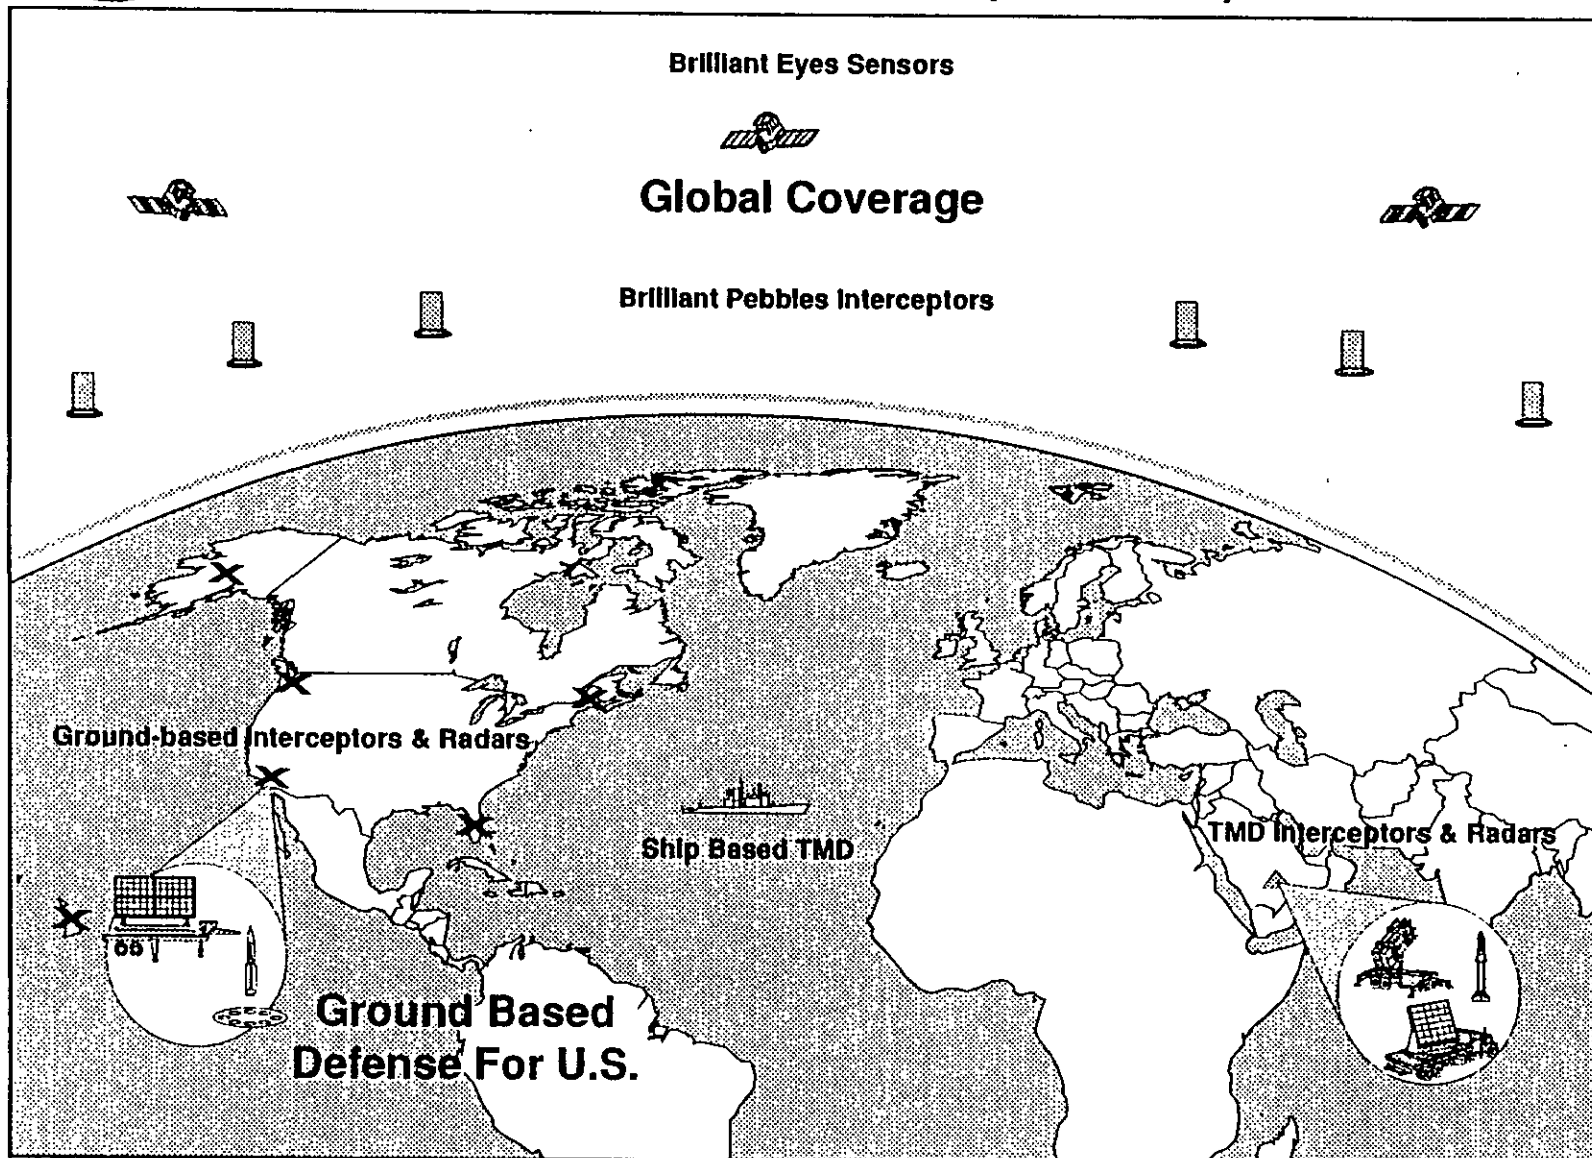 Brilliant Eyes Sensors
Global Coverage
Brilliant Pebbles Interceptors
Ground-based Interceptors & Radars
Ship Based TMD
TMD Interceptors & Radars
Ground Based
Defense For U.S.